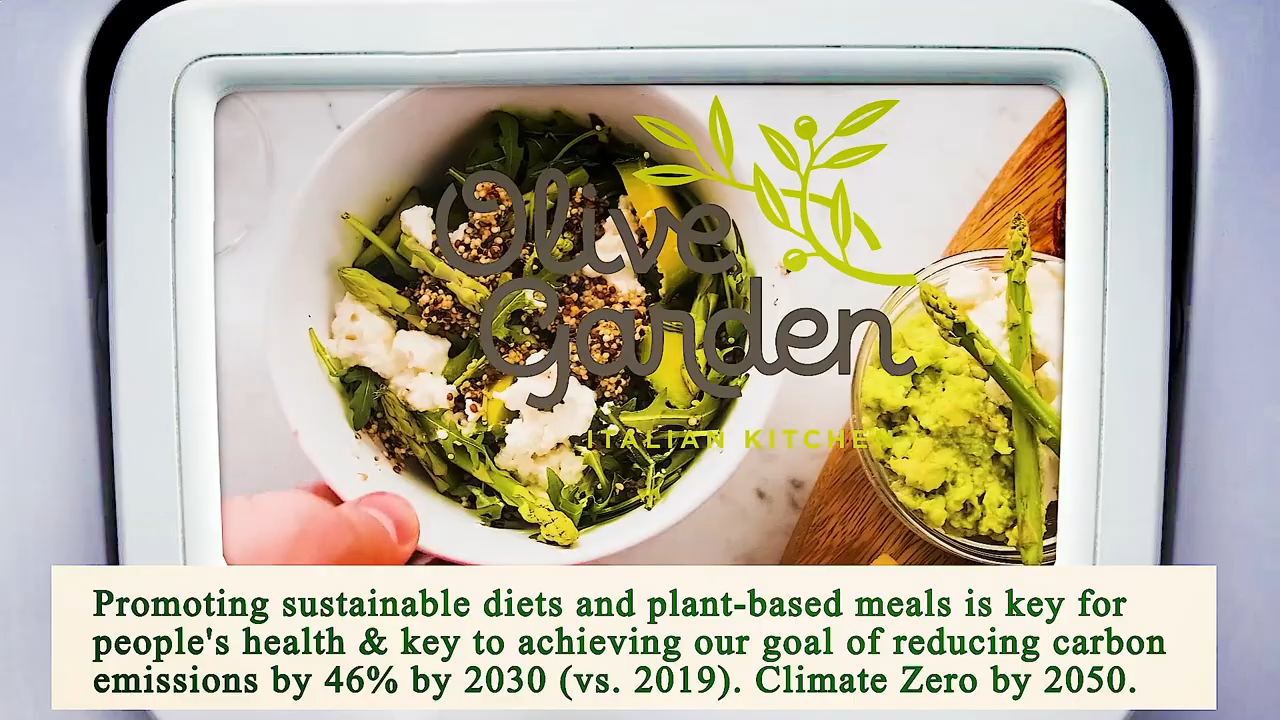 Olive
Garden
ITALIAN KITCHEN
Promoting sustainable diets and plant-based meals is key for
people's health & key to achieving our goal of reducing carbon
emissions by 46% by 2030 (vs. 2019). Climate Zero by 2050.